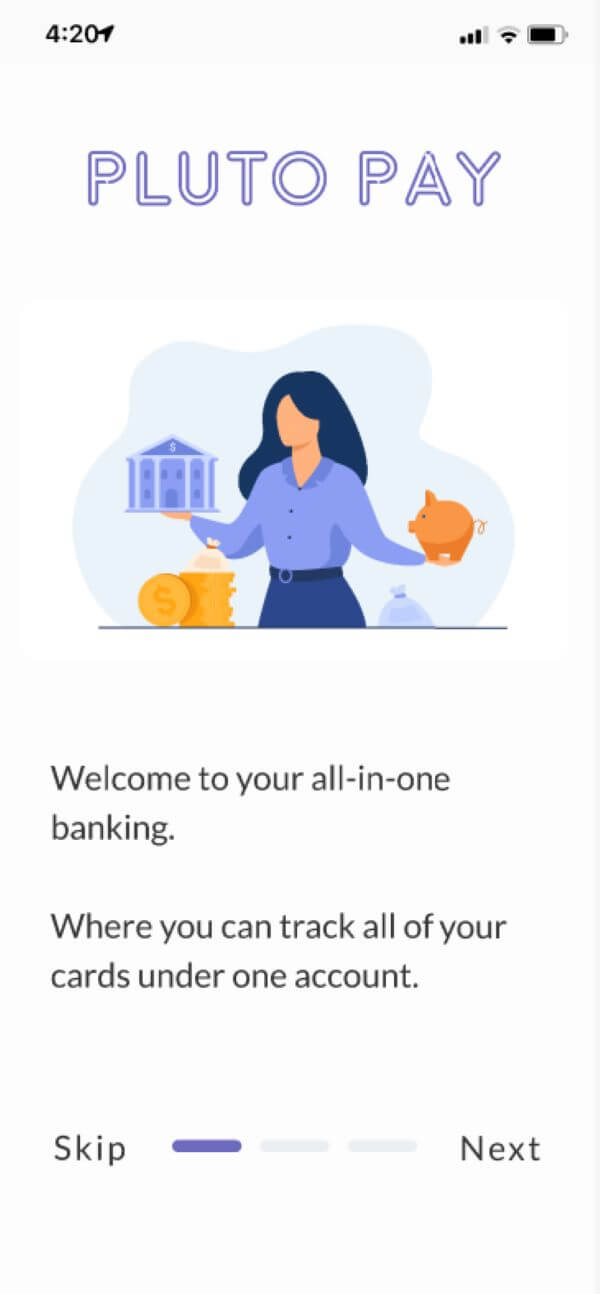 4:20
PLUTO PAY
$
$
Welcome to your all-in-one
banking.
Where you can track all of your
cards under one account.
Skip
Next